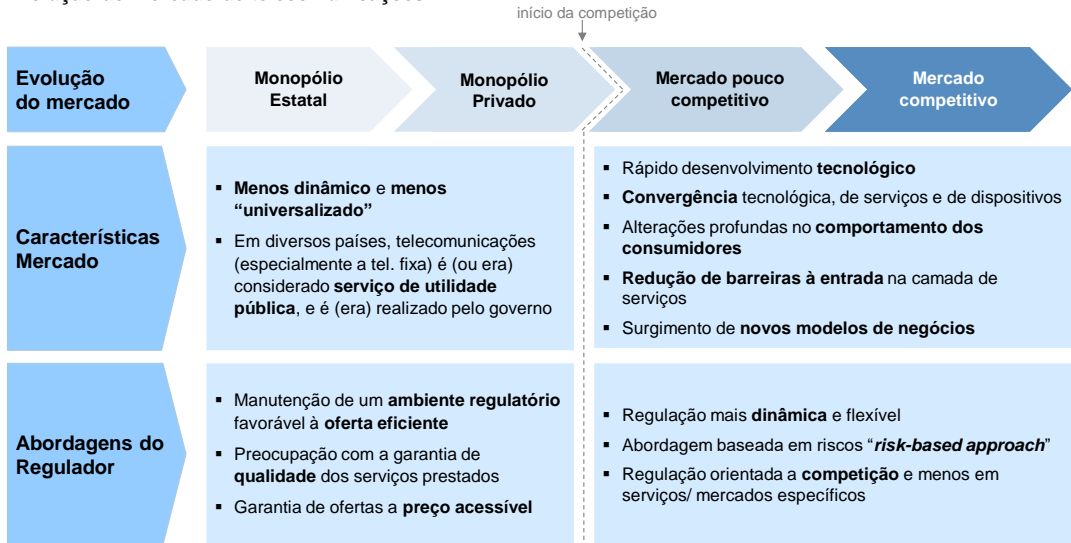 início da competição
Evolução
do mercado
Monopólio
Estatal
Monopólio
Privado
Mercado pouco
competitivo
Mercado
competitivo
Características
Mercado
▪ Menos dinâmico e menos
“universalizado”
▪ Em diversos países, telecomunicações
(especialmente a tel. fixa) é (ou era)
considerado serviço de utilidade
pública, e é (era) realizado pelo governo
▪ Rápido desenvolvimento tecnológico
▪ Convergência tecnológica, de serviços e de dispositivos
▪ Alterações profundas no comportamento dos
consumidores
▪ Redução de barreiras à entrada na camada de
serviços
▪ Surgimento de novos modelos de negócios
Abordagens do
Regulador
▪ Manutenção de um ambiente regulatório
favorável à oferta eficiente
▪ Preocupação com a garantia de
qualidade dos serviços prestados
▪ Garantia de ofertas a preço acessível
▪ Regulação mais dinâmica e flexível
▪ Abordagem baseada em riscos “risk-based approach”
▪ Regulação orientada a competição e menos em
serviços/ mercados específicos